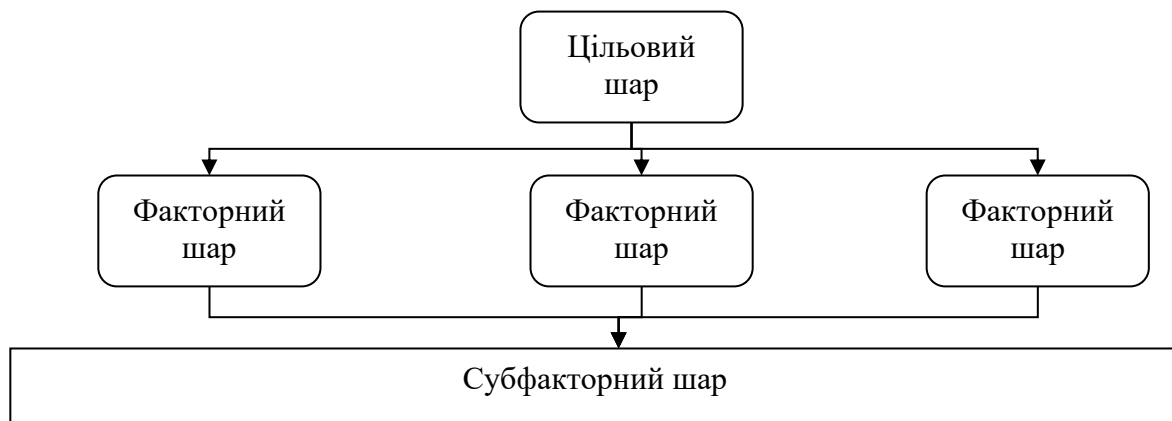 Цільовий
шар
Факторний
шар
Факторний
шар
Факторний
шар
Субфакторний шар